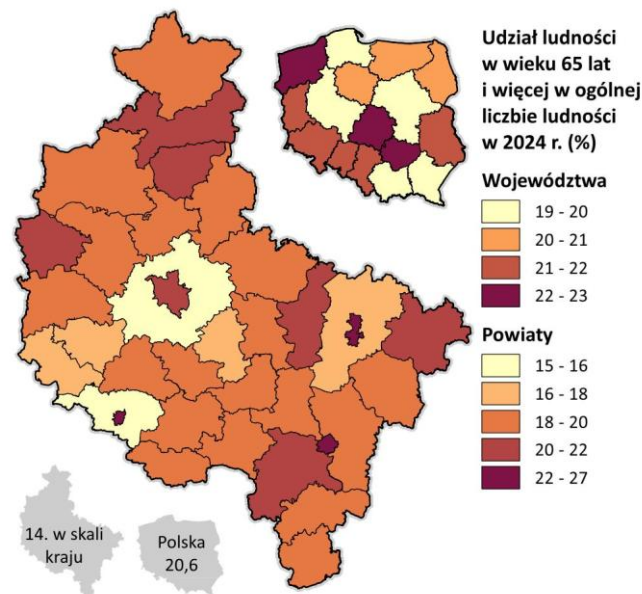 Udział ludności
w wieku 65 lat
i więcej w ogólnej
liczbie ludności
w 2024 r. (%)
Województwa
19 - 20
20 - 21
21 - 22
22 - 23
Powiaty
15 - 16
16 - 18
18 - 20
20 - 22
22 - 27
14. w skali
kraju
Polska
20,6